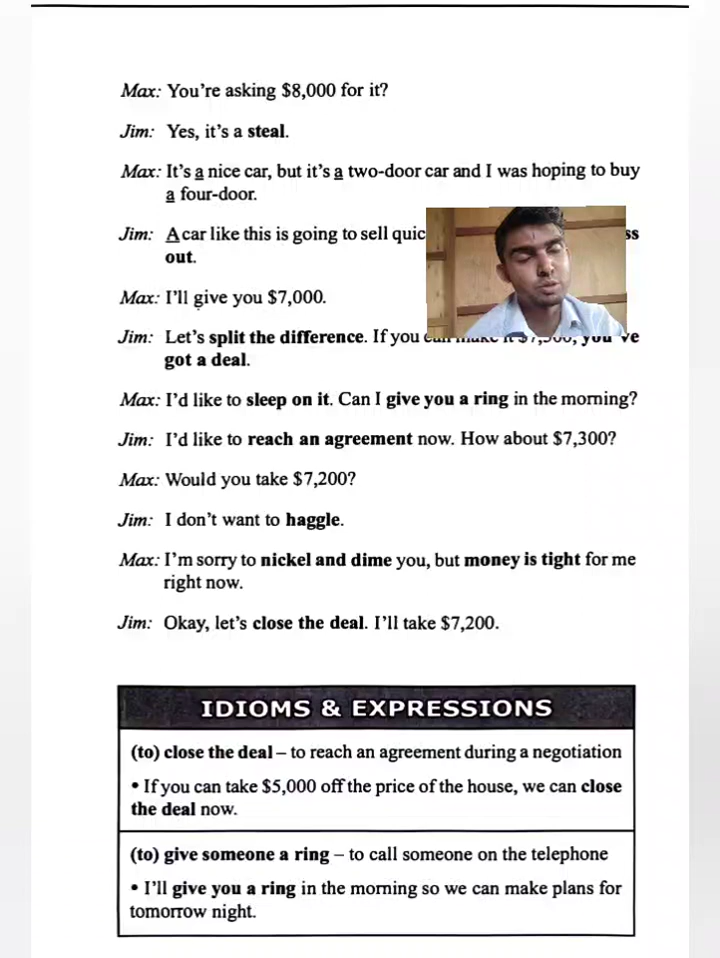 Max: You're asking $8,000 for it?
Jim: Yes, it's a steal.
Max: It's a nice car, but it's a two-door car and I was hoping to buy
a four-door.
Jim: A car like this is going to sell
out.
Max: I'll give you $7,000.
Jim: Let's split the difference. If you can make it $7,500, you've
got a deal.
Max: I'd like to sleep on it. Can I give you a ring in the morning?
Jim: I'd like to reach an agreement now. How about $7,300?
Max: Would you take $7,200?
Jim: I don't want to haggle.
Max: I'm sorry to nickel and dime you, but money is tight for me
right now.
Jim: Okay, let's close the deal. I'll take $7,200.
IDIOMS & EXPRESSIONS
(to) close the deal – to reach an agreement during a negotiation
• If you can take $5,000 off the price of the house, we can close
the deal now.
(to) give someone a ring – to call someone on the telephone
• I'll give you a ring in the morning so we can make plans for
tomorrow night.